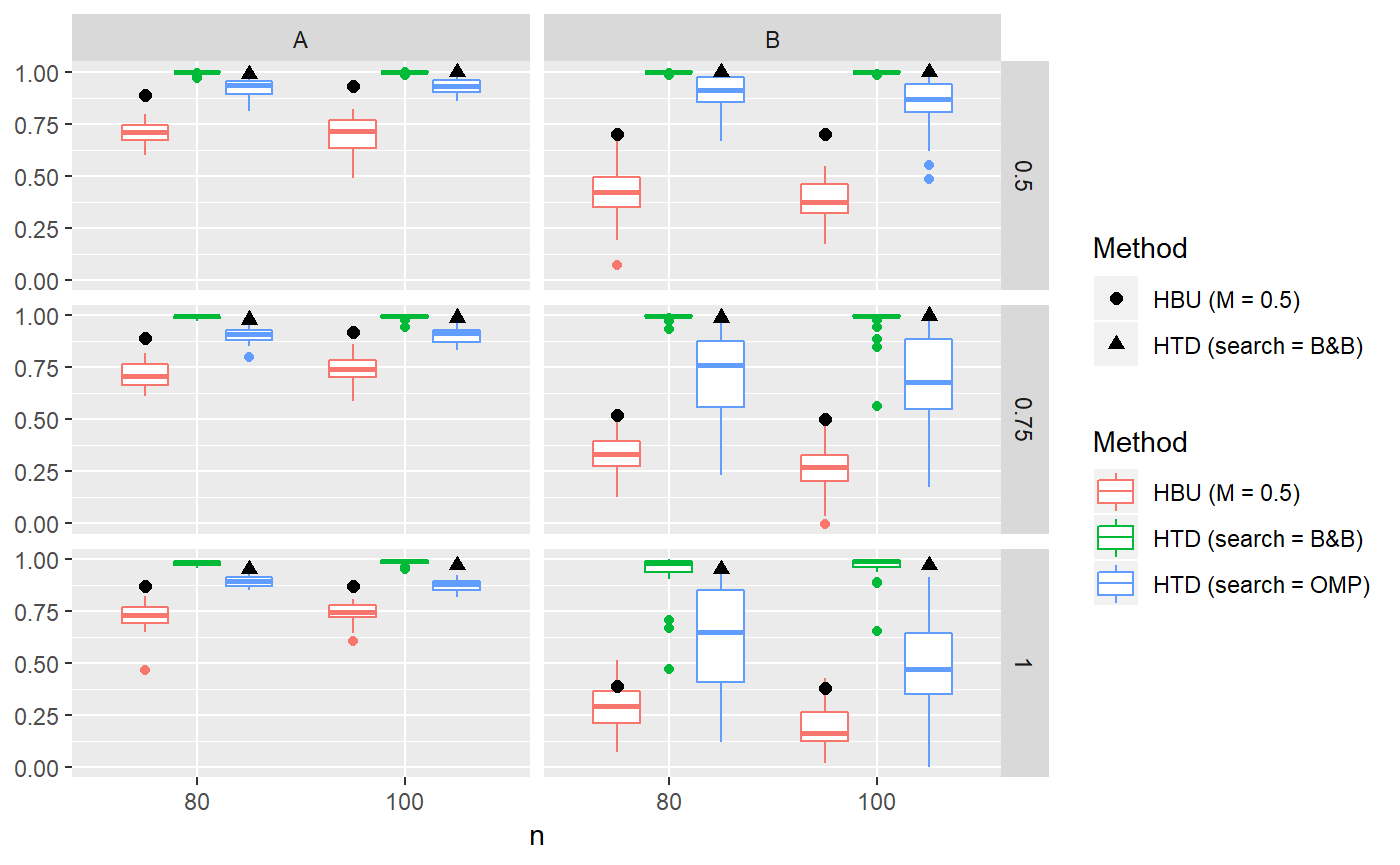 A B
1.00
0.75
0.50
0.25
0.00
0.5
1.00
0.75
0.50
0.25
0.00
0.75
1.00
0.75
0.50
0.25
0.00
1
80 100 80 100
n
Method
HBU (M = 0.5)
HTD (search = B&B)
Method
HBU (M = 0.5)
HTD (search = B&B)
HTD (search = OMP)